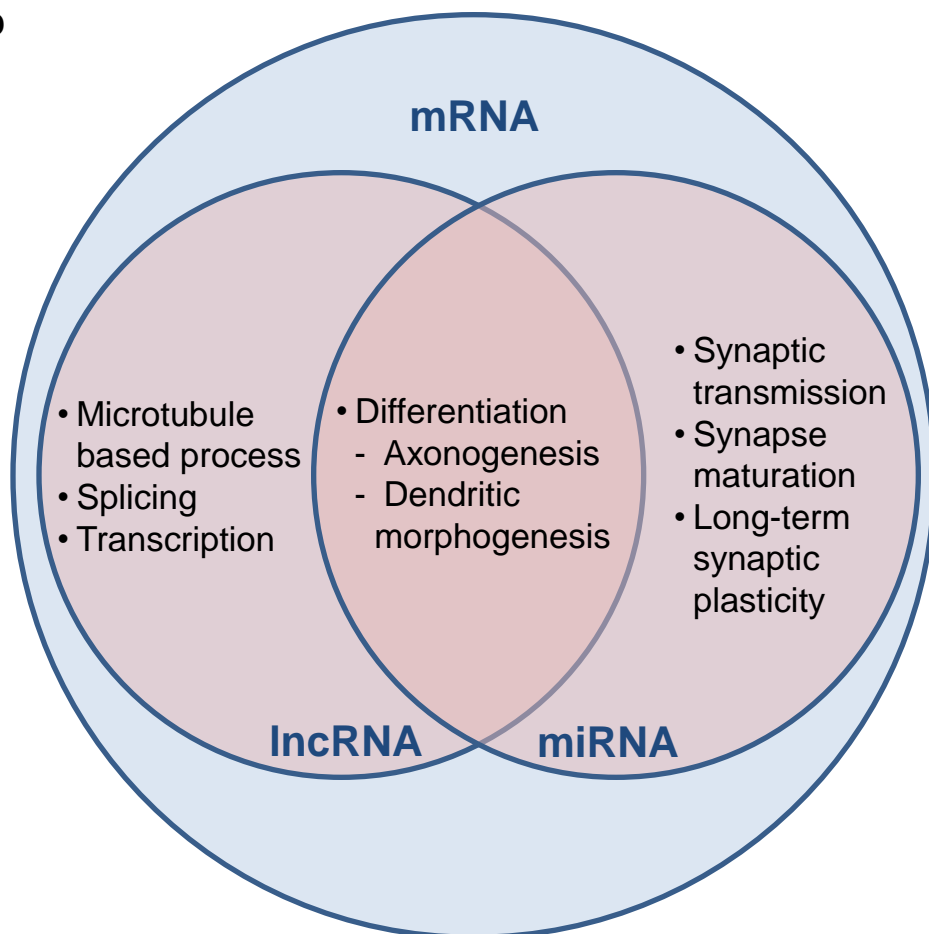 mRNA
• Microtubule
based process
• Splicing
• Transcription
• Differentiation
- Axonogenesis
- Dendritic
morphogenesis
• Synaptic
transmission
• Synapse
maturation
• Long-term
synaptic
plasticity
lncRNA
miRNA